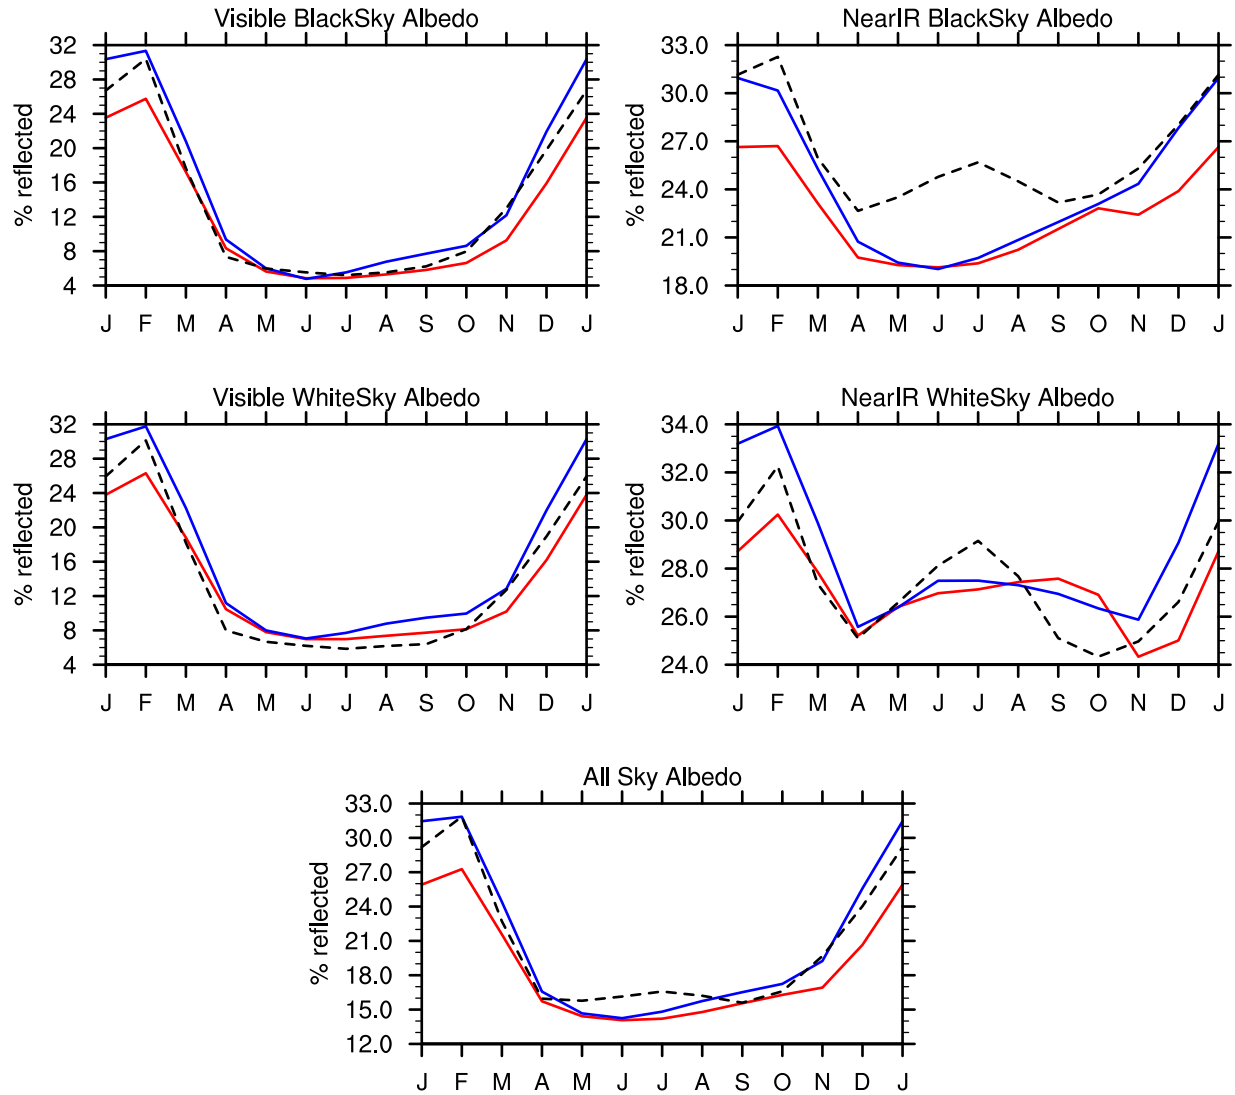 Visible BlackSky Albedo
% reflected
32
28
24
20
16
12
8
4
J F M A M J J A S O N D J
NearIR BlackSky Albedo
% reflected
33.0
30.0
27.0
24.0
21.0
18.0
J F M A M J J A S O N D J
Visible WhiteSky Albedo
% reflected
32
28
24
20
16
12
8
4
J F M A M J J A S O N D J
NearIR WhiteSky Albedo
% reflected
34.0
32.0
30.0
28.0
26.0
24.0
J F M A M J J A S O N D J
All Sky Albedo
% reflected
33.0
30.0
27.0
24.0
21.0
18.0
15.0
12.0
J F M A M J J A S O N D J